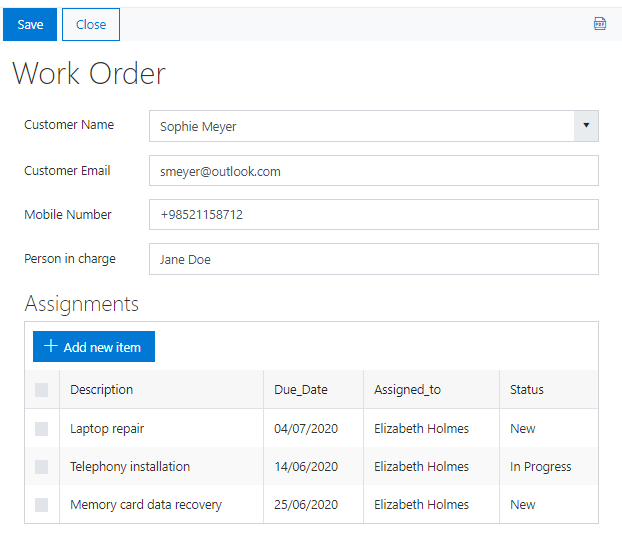 Save Close PDF
Work Order
Customer Name Sophie Meyer
Customer Email smeyer@outlook.com
Mobile Number +98521158712
Person in charge Jane Doe
Assignments
Add new item
Description Due_Date Assigned_to Status
Laptop repair 04/07/2020 Elizabeth Holmes New
Telephony installation 14/06/2020 Elizabeth Holmes In Progress
Memory card data recovery 25/06/2020 Elizabeth Holmes New